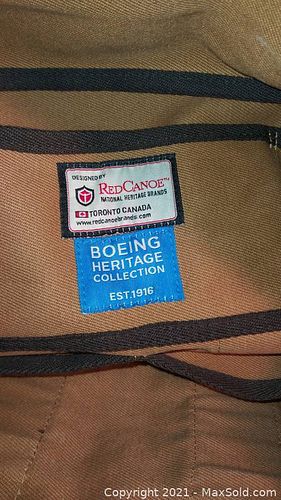 DESIGNED BY
REDCANOE™
NATIONAL HERITAGE BRANDS
TORONTO CANADA
www.redcanoebrands.com
BOEING
HERITAGE
COLLECTION
EST.1916
Copyright © 2021 - MaxSold.com